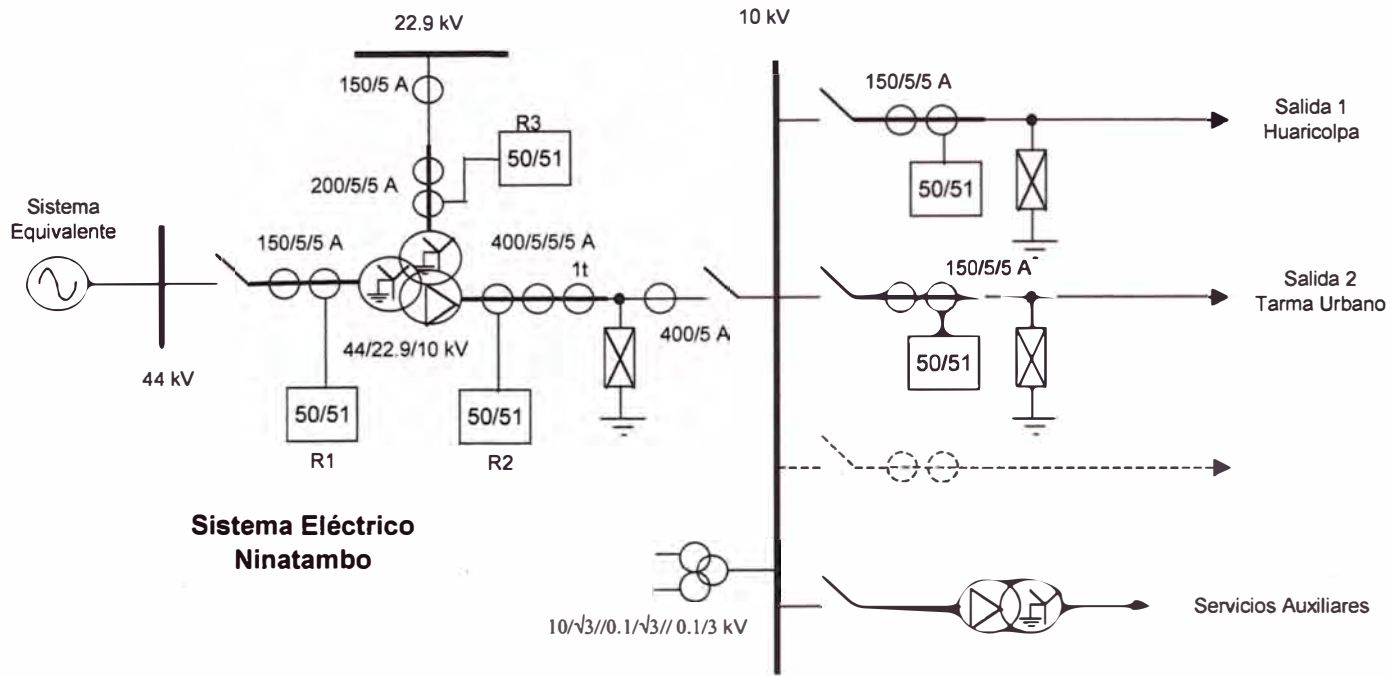 22.9 kV
10 kV
150/5 A
150/5/5 A
R3
50/51
Salida 1
Huaricolpa
50/51
200/5/5 A
Sistema
Equivalente
150/5/5 A
400/5/5/5 A
1t
150/5/5 A
Salida 2
Tarma Urbano
400/5 A
44/22.9/10 kV
50/51
44 kV
50/51
50/51
R1
R2
Sistema Eléctrico
Ninatambo
10/√3//0.1/√3// 0.1/3 kV
Servicios Auxiliares